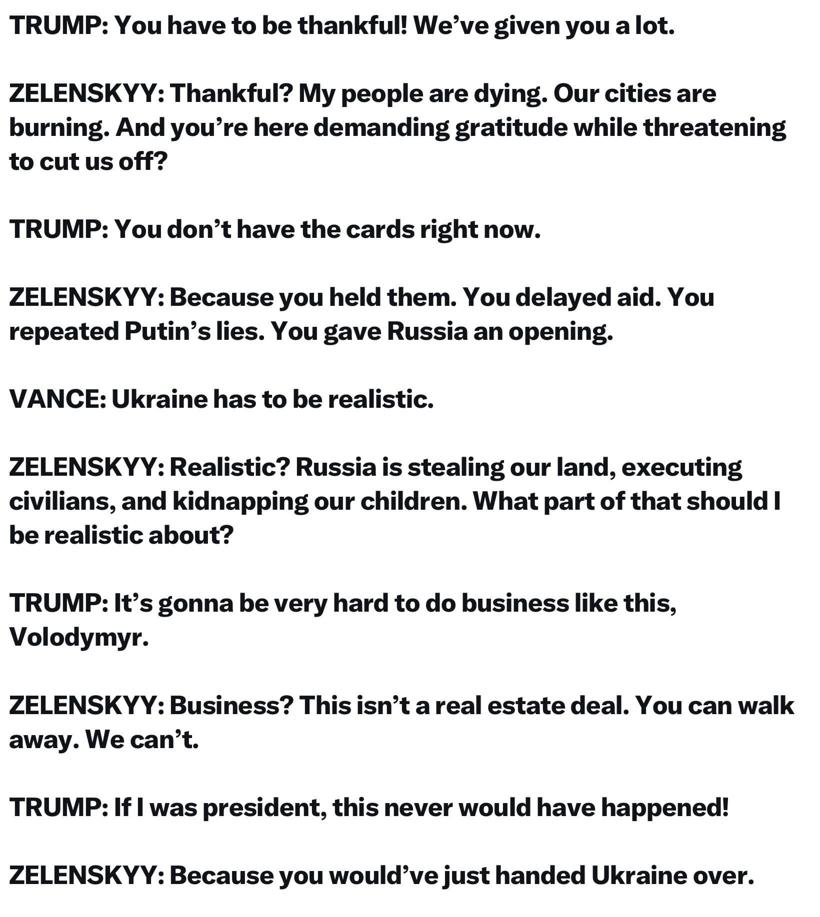 TRUMP: You have to be thankful! We’ve given you a lot.
ZELENSKYY: Thankful? My people are dying. Our cities are
burning. And you’re here demanding gratitude while threatening
to cut us off?
TRUMP: You don’t have the cards right now.
ZELENSKYY: Because you held them. You delayed aid. You
repeated Putin’s lies. You gave Russia an opening.
VANCE: Ukraine has to be realistic.
ZELENSKYY: Realistic? Russia is stealing our land, executing
civilians, and kidnapping our children. What part of that should I
be realistic about?
TRUMP: It’s gonna be very hard to do business like this,
Volodymyr.
ZELENSKYY: Business? This isn’t a real estate deal. You can walk
away. We can’t.
TRUMP: If I was president, this never would have happened!
ZELENSKYY: Because you would’ve just handed Ukraine over.